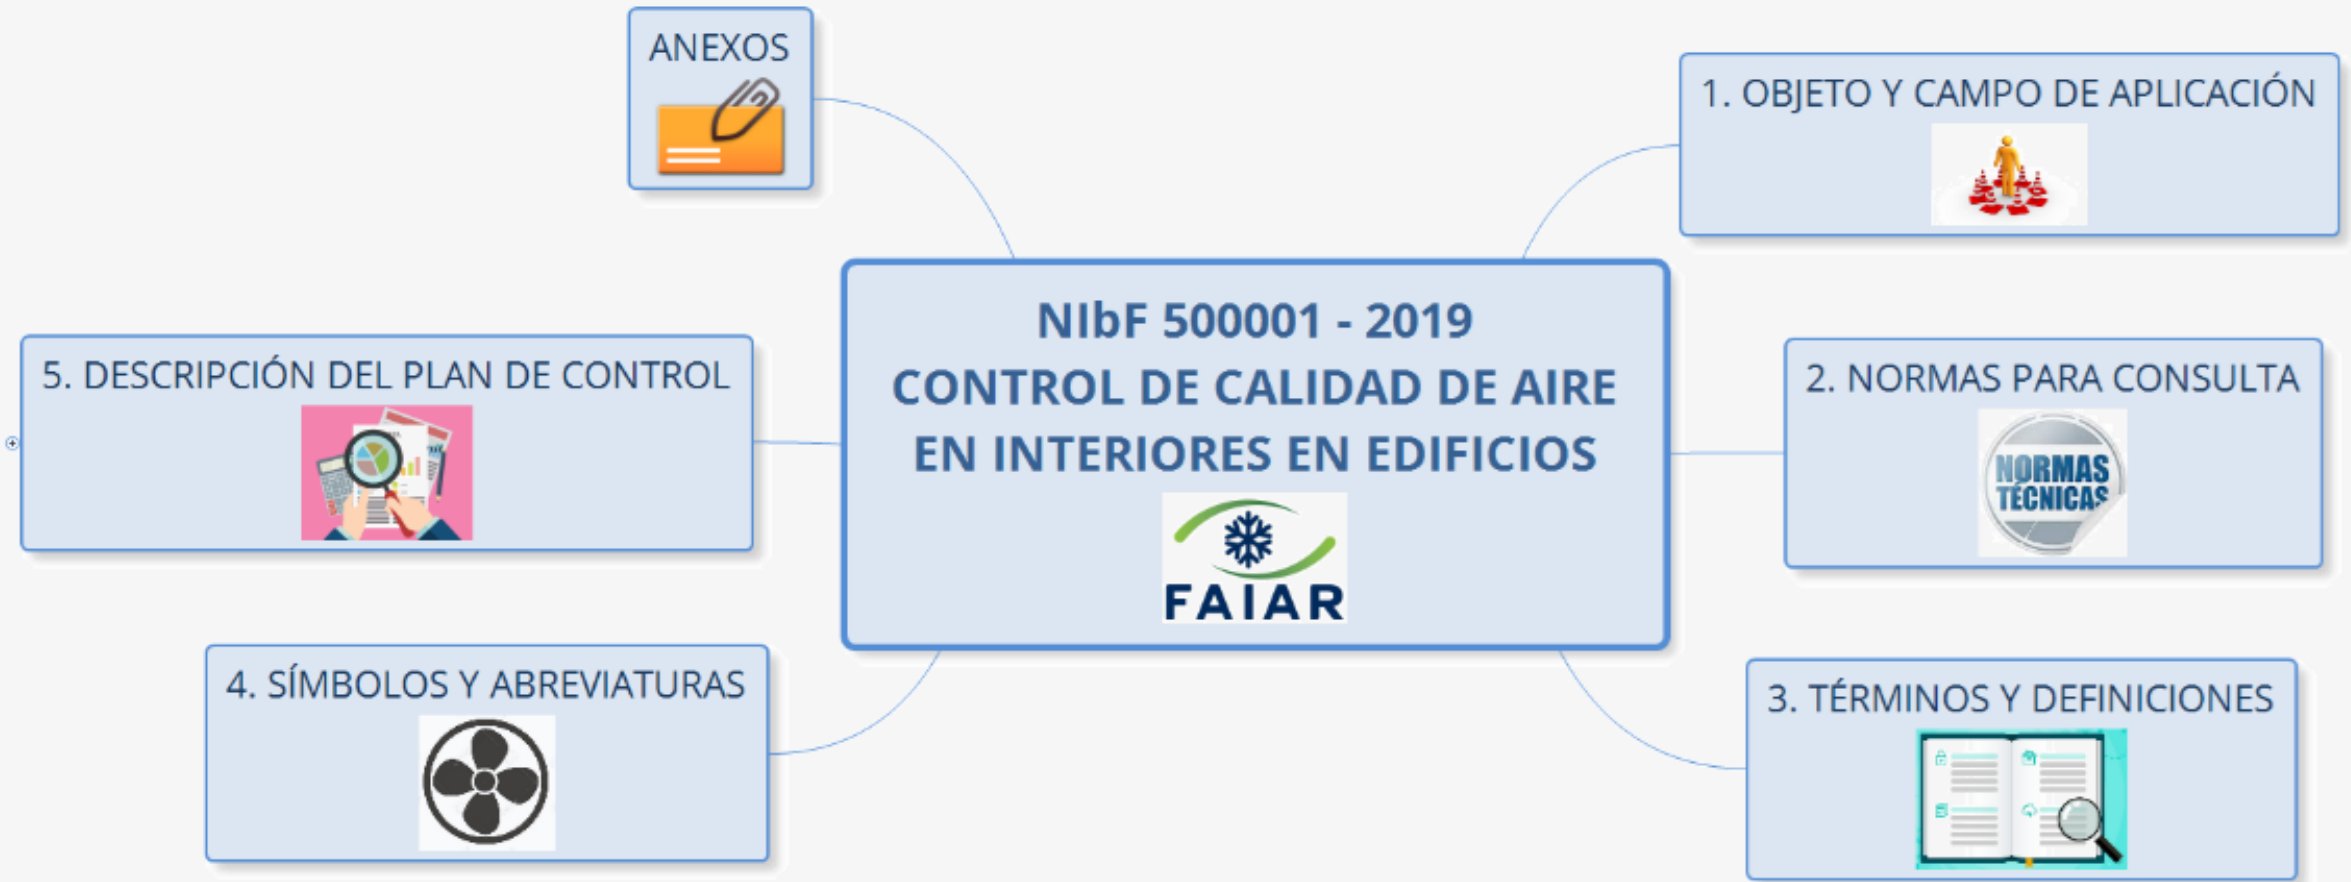 NIbF 500001 - 2019
CONTROL DE CALIDAD DE AIRE
EN INTERIORES EN EDIFICIOS
FAIAR
1. OBJETO Y CAMPO DE APLICACIÓN
2. NORMAS PARA CONSULTA
NORMAS
TÉCNICAS
3. TÉRMINOS Y DEFINICIONES
4. SÍMBOLOS Y ABREVIATURAS
5. DESCRIPCIÓN DEL PLAN DE CONTROL
ANEXOS